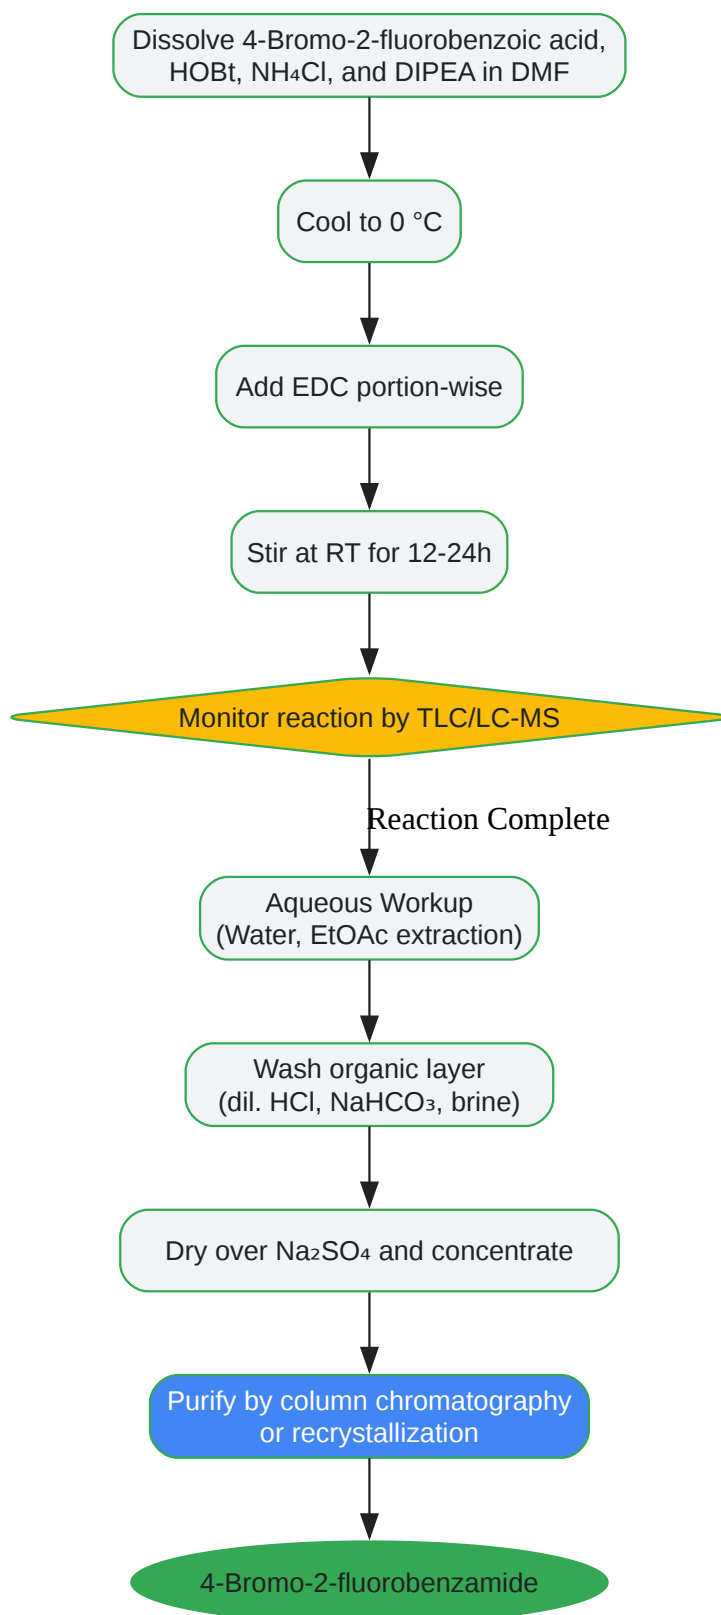 Dissolve 4-Bromo-2-fluorobenzoic acid,
HOBt, NH₄Cl, and DIPEA in DMF
Cool to 0 °C
Add EDC portion-wise
Stir at RT for 12-24h
Monitor reaction by TLC/LC-MS
Reaction Complete
Aqueous Workup
(Water, EtOAc extraction)
Wash organic layer
(dil. HCl, NaHCO₃, brine)
Dry over Na₂SO₄ and concentrate
Purify by column chromatography
or recrystallization
4-Bromo-2-fluorobenzamide